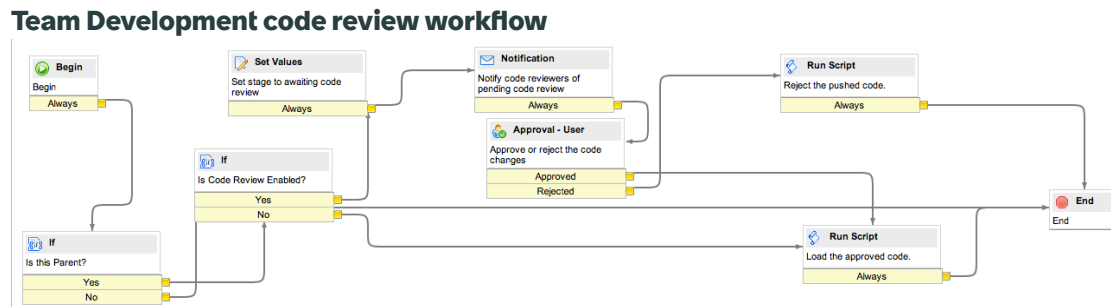 Team Development code review workflow
Begin
Begin
Always
Set Values
Set stage to awaiting code
review
Always
Notification
Notify code reviewers of
pending code review
Always
Run Script
Reject the pushed code.
Always
Approval - User
Approve or reject the code
changes
Approved
Rejected
If
Is Code Review Enabled?
Yes
No
End
End
If
Is this Parent?
Yes
No
Run Script
Load the approved code.
Always